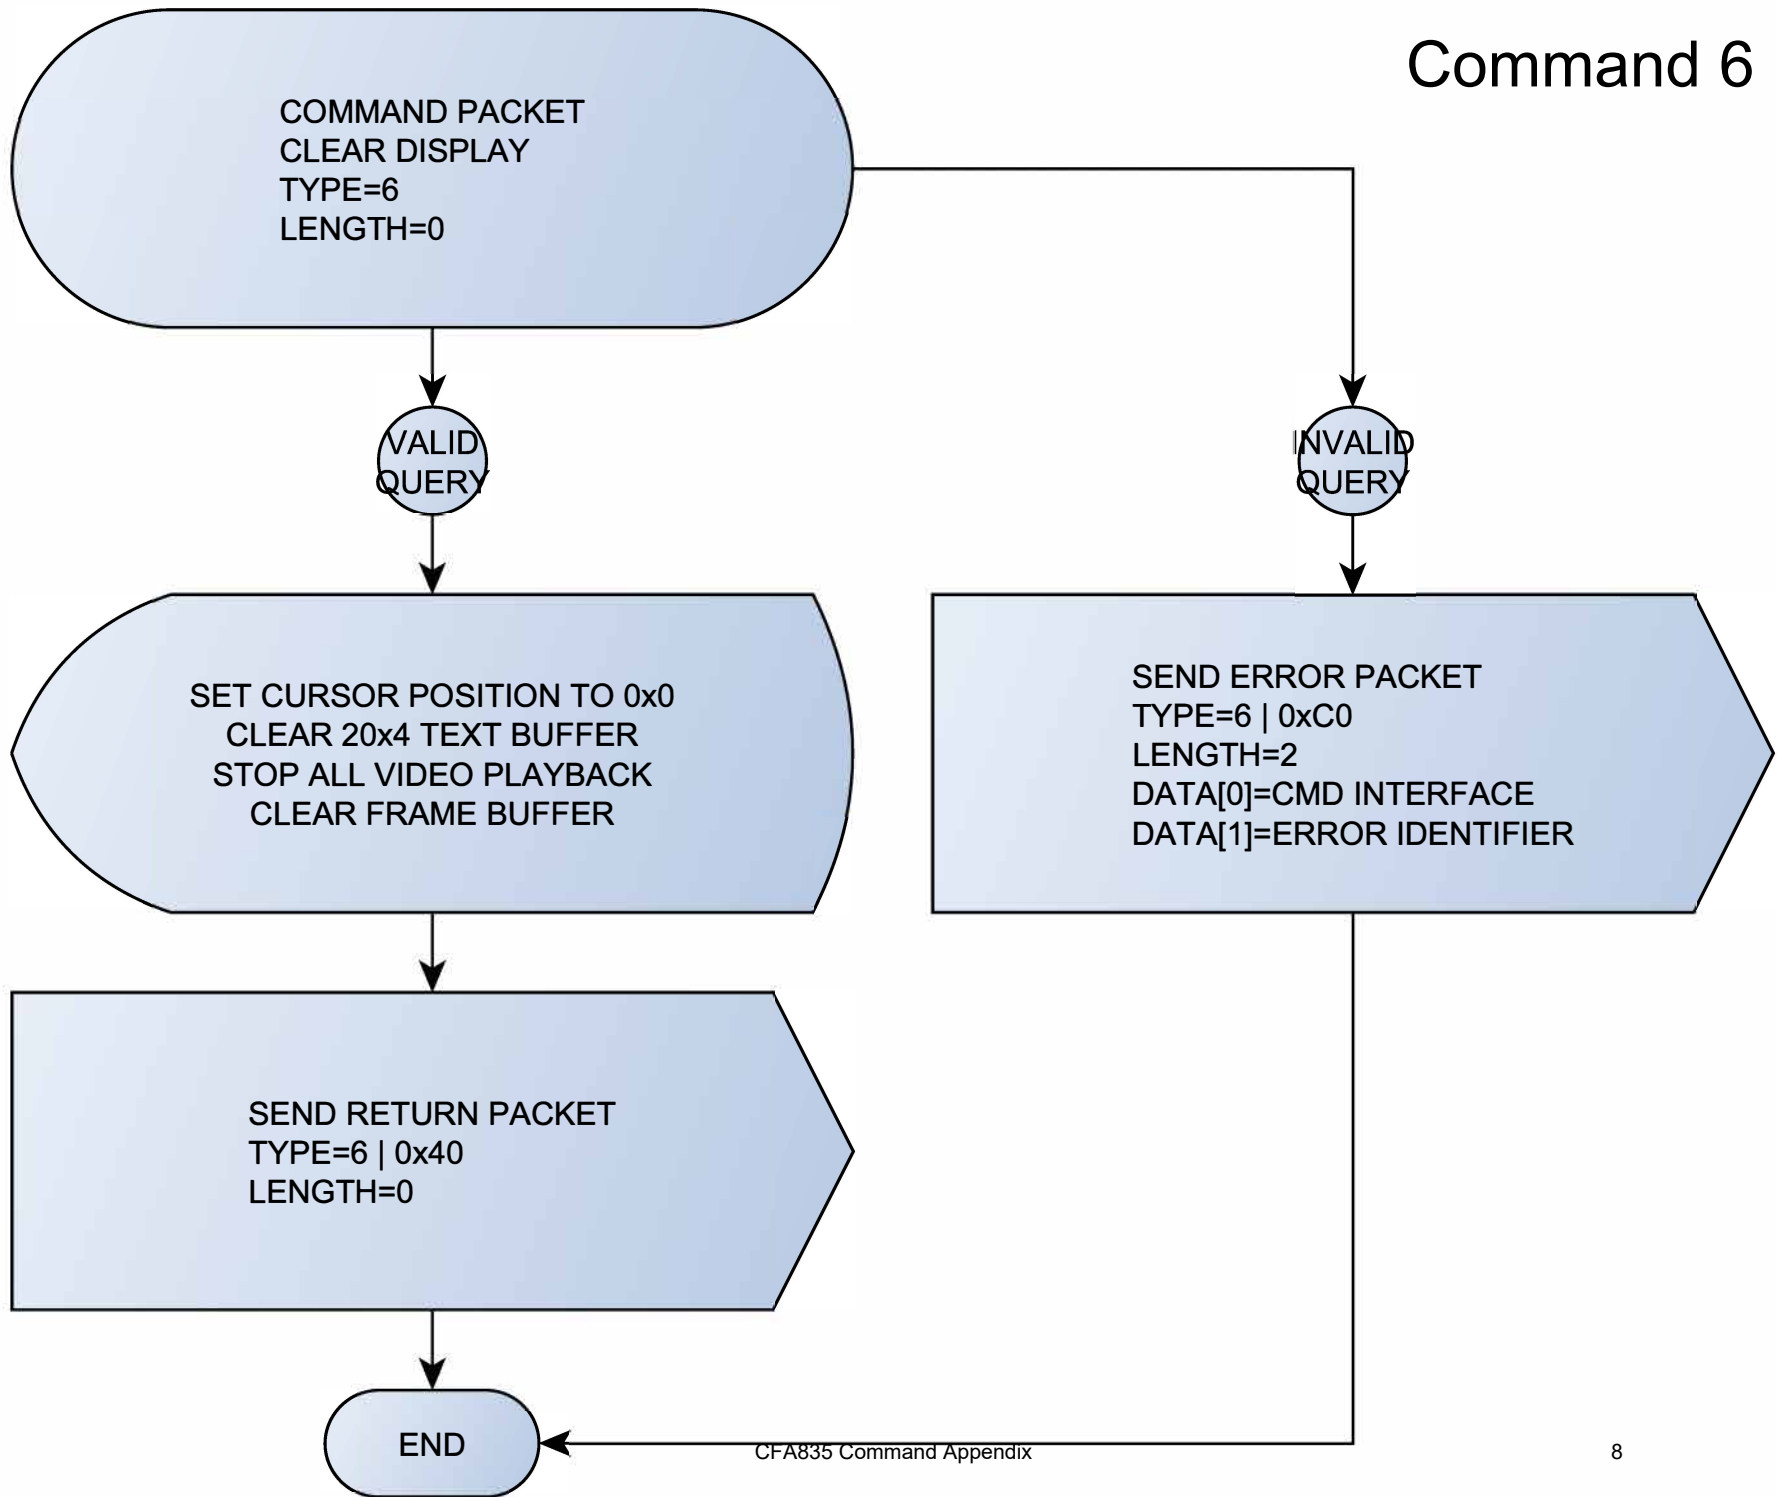 Command 6
COMMAND PACKET
CLEAR DISPLAY
TYPE=6
LENGTH=0
VALID
QUERY
INVALID
QUERY
SET CURSOR POSITION TO 0x0
CLEAR 20x4 TEXT BUFFER
STOP ALL VIDEO PLAYBACK
CLEAR FRAME BUFFER
SEND ERROR PACKET
TYPE=6 | 0xC0
LENGTH=2
DATA[0]=CMD INTERFACE
DATA[1]=ERROR IDENTIFIER
SEND RETURN PACKET
TYPE=6 | 0x40
LENGTH=0
END
CFA835 Command Appendix
8